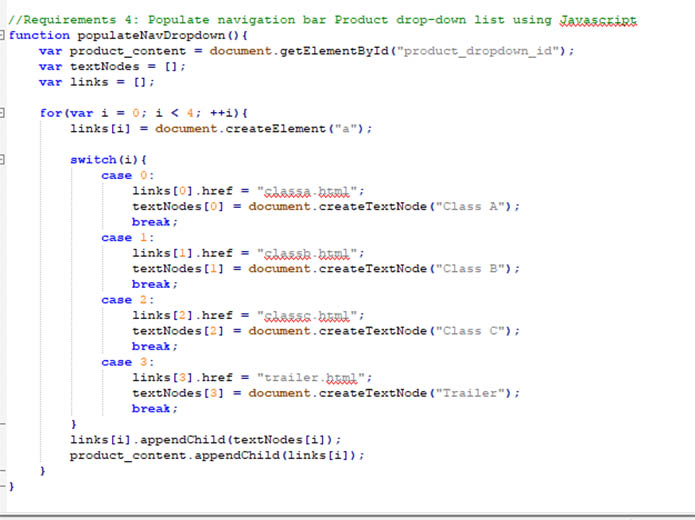 //Requirements 4: Populate navigation bar Product drop-down list using Javascript
function populateNavDropdown(){
    var product_content = document.getElementById("product_dropdown_id");
    var textNodes = [];
    var links = [];

    for(var i = 0; i < 4; ++i){
        links[i] = document.createElement("a");

        switch(i){
            case 0:
                links[0].href = "classa.html";
                textNodes[0] = document.createTextNode("Class A");
                break;
            case 1:
                links[1].href = "classb.html";
                textNodes[1] = document.createTextNode("Class B");
                break;
            case 2:
                links[2].href = "classc.html";
                textNodes[2] = document.createTextNode("Class C");
                break;
            case 3:
                links[3].href = "trailer.html";
                textNodes[3] = document.createTextNode("Trailer");
                break;
        }
        links[i].appendChild(textNodes[i]);
        product_content.appendChild(links[i]);
    }
}